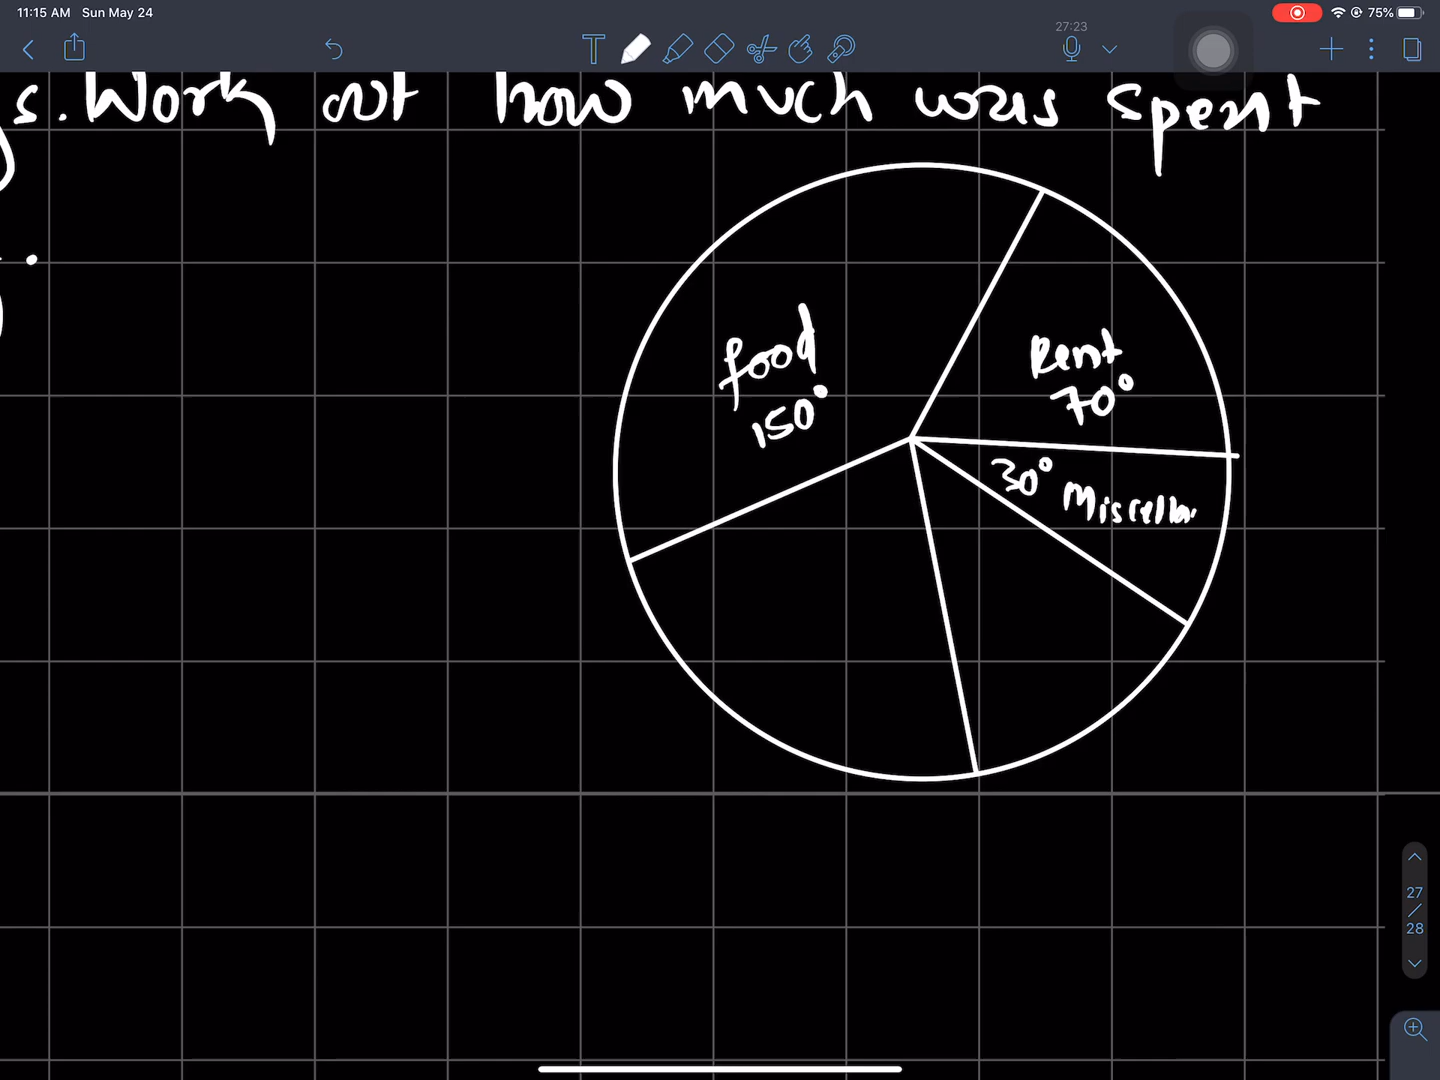 11:15 AM Sun May 24
75%
27:23
s. Work out how much was spent
food
150°
Rent
70°
30° Miscella
27
28